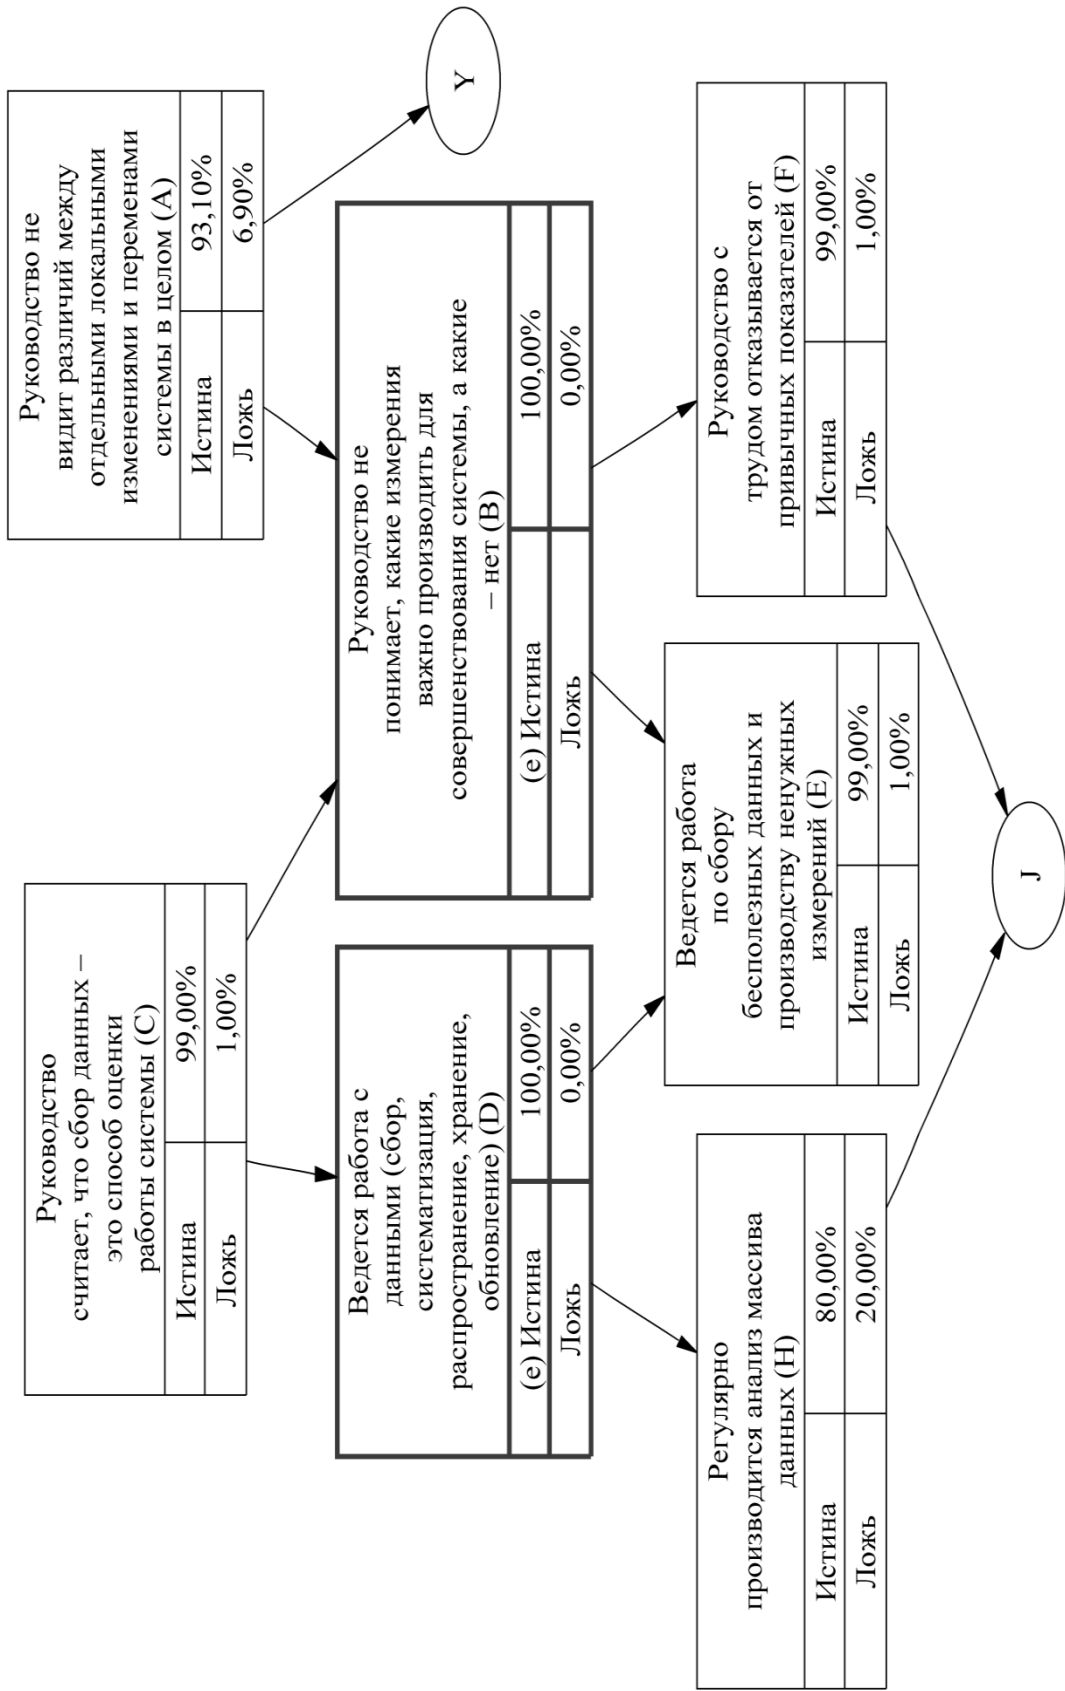 Руководство
считает, что сбор данных –
это способ оценки
работы системы (C)
Истина 99,00%
Ложь 1,00%
Руководство не
видит различий между
отдельными локальными
изменениями и переменами
системы в целом (A)
Истина 93,10%
Ложь 6,90%
Ведется работа с
данными (сбор,
систематизация,
распространение, хранение,
обновление) (D)
(e) Истина 100,00%
Ложь 0,00%
Руководство не
понимает, какие измерения
важно производить для
совершенствования системы, а какие
– нет (B)
(e) Истина 100,00%
Ложь 0,00%
Y
Регулярно
производится анализ массива
данных (H)
Истина 80,00%
Ложь 20,00%
Ведется работа
по сбору
бесполезных данных и
производству ненужных
измерений (E)
Истина 99,00%
Ложь 1,00%
Руководство с
трудом отказывается от
привычных показателей (F)
Истина 99,00%
Ложь 1,00%
J